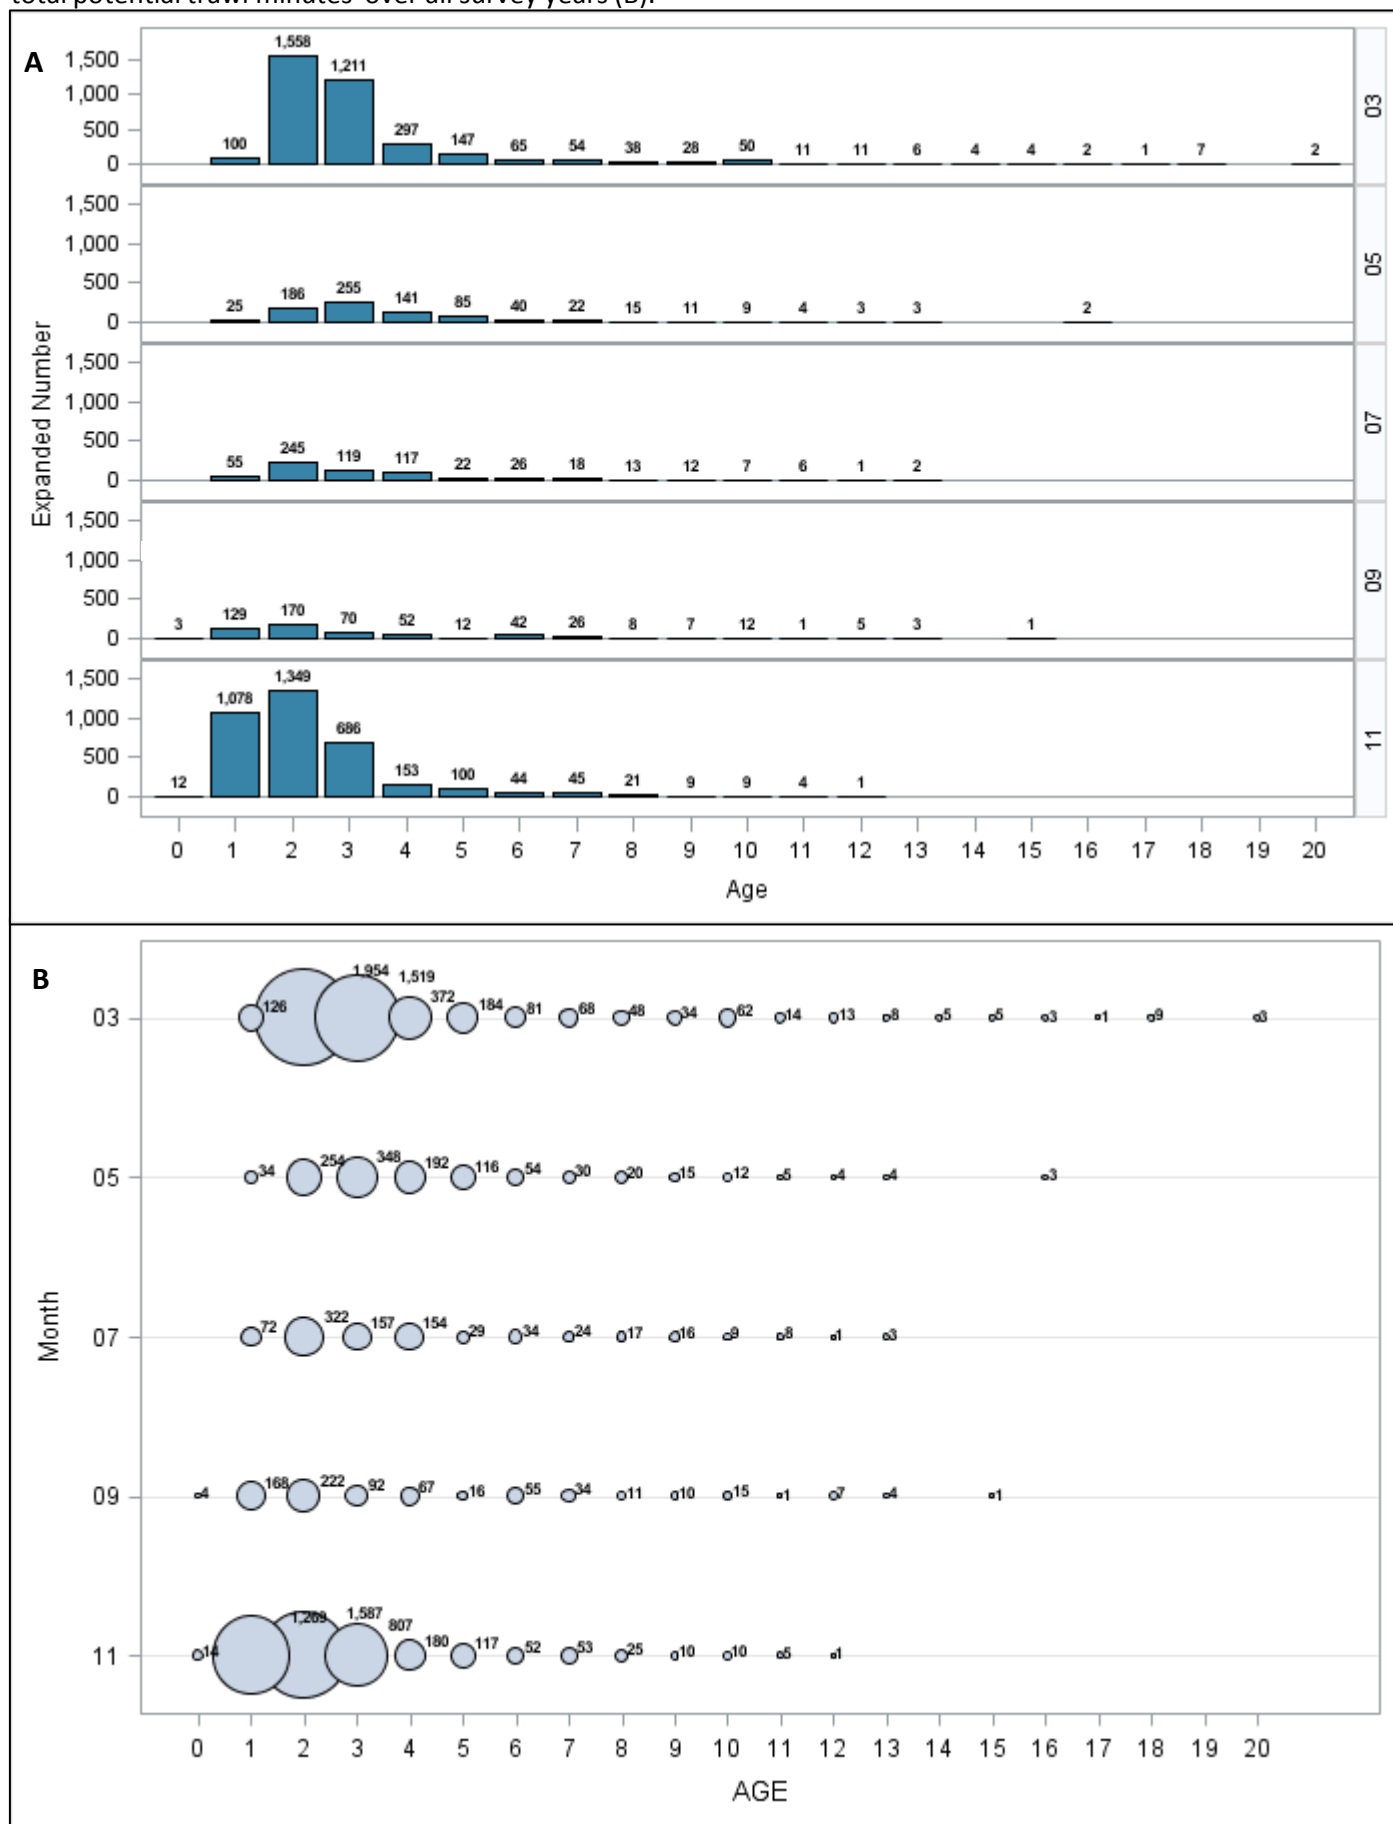 total potential trawl minutes over all survey years (B).
A
Expanded Number
1,500
1,000
500
0
100 1,558 1,211 297 147 65 54 38 28 50 11 11 6 4 4 2 1 7 2
03
1,500
1,000
500
0
25 186 255 141 85 40 22 15 11 9 4 3 3 2
05
1,500
1,000
500
0
55 245 119 117 22 26 18 13 12 7 6 1 2
07
1,500
1,000
500
0
3 129 170 70 52 12 42 26 8 7 12 1 5 3 1
09
1,500
1,000
500
0
12 1,078 1,349 686 153 100 44 45 21 9 9 4 1
11
0 1 2 3 4 5 6 7 8 9 10 11 12 13 14 15 16 17 18 19 20
Age
B
Month
03 126 1,954 1,519 372 184 81 68 48 34 62 14 13 8 5 5 3 1 9 3
05 34 254 348 192 116 54 30 20 15 12 5 4 4 3
07 72 322 157 154 29 34 24 17 16 9 8 1 3
09 4 168 222 92 67 16 55 34 11 10 15 1 7 4 1
11 14 1,269 1,587 807 180 117 52 53 25 10 10 5 1
0 1 2 3 4 5 6 7 8 9 10 11 12 13 14 15 16 17 18 19 20
AGE